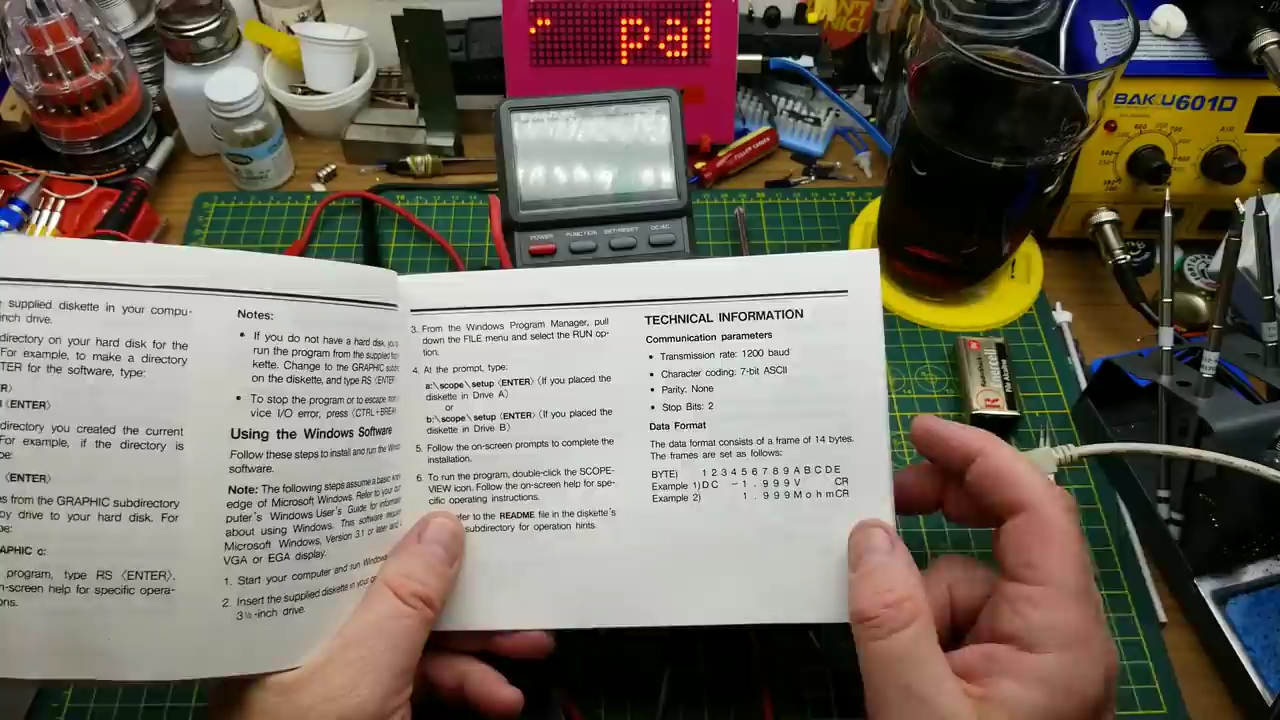 pal
BAKU601D
POWER
FUNCTION
SET/RESET
DC/AC
supplied diskette in your compu-
inch drive.
directory on your hard disk for the
For example, to make a directory
TER for the software, type:
⟨ENTER⟩
directory you created the current
For example, if the directory is
⟨ENTER⟩
es from the GRAPHIC subdirectory
by drive to your hard disk. For
APHIC c:
program, type RS ⟨ENTER⟩.
n-screen help for specific opera-
ons.
Notes:
• If you do not have a hard disk, you
run the program from the supplied
kette. Change to the GRAPHIC
on the diskette, and type RS ⟨ENTER
• To stop the program or to escape
vice I/O error, press ⟨CTRL+BREAK
Using the Windows Software
Follow these steps to install and run the
software.
Note: The following steps assume a basic
edge of Microsoft Windows. Refer to your
puter's Windows User's Guide for
about using Windows. This software
Microsoft Windows, Version 3.1 or later
VGA or EGA display.
1. Start your computer and run Windows
2. Insert the supplied diskette in your
3½-inch drive.
3. From the Windows Program Manager, pull
down the FILE menu and select the RUN op-
tion.
4. At the prompt, type:
a:\scope\setup ⟨ENTER⟩ (If you placed the
diskette in Drive A)
or
b:\scope\setup ⟨ENTER⟩ (If you placed the
diskette in Drive B)
5. Follow the on-screen prompts to complete the
installation.
6. To run the program, double-click the SCOPE-
VIEW icon. Follow the on-screen help for spe-
cific operating instructions.
to the README file in the diskette's
subdirectory for operation hints.
TECHNICAL INFORMATION
Communication parameters
• Transmission rate: 1200 baud
• Character coding: 7-bit ASCII
• Parity: None
• Stop Bits: 2
Data Format
The data format consists of a frame of 14 bytes.
The frames are set as follows:
BYTE) 1 2 3 4 5 6 7 8 9 A B C D E
Example 1) D C - 1 . 9 9 9 V CR
Example 2) 1 . 9 9 9 M o h m CR